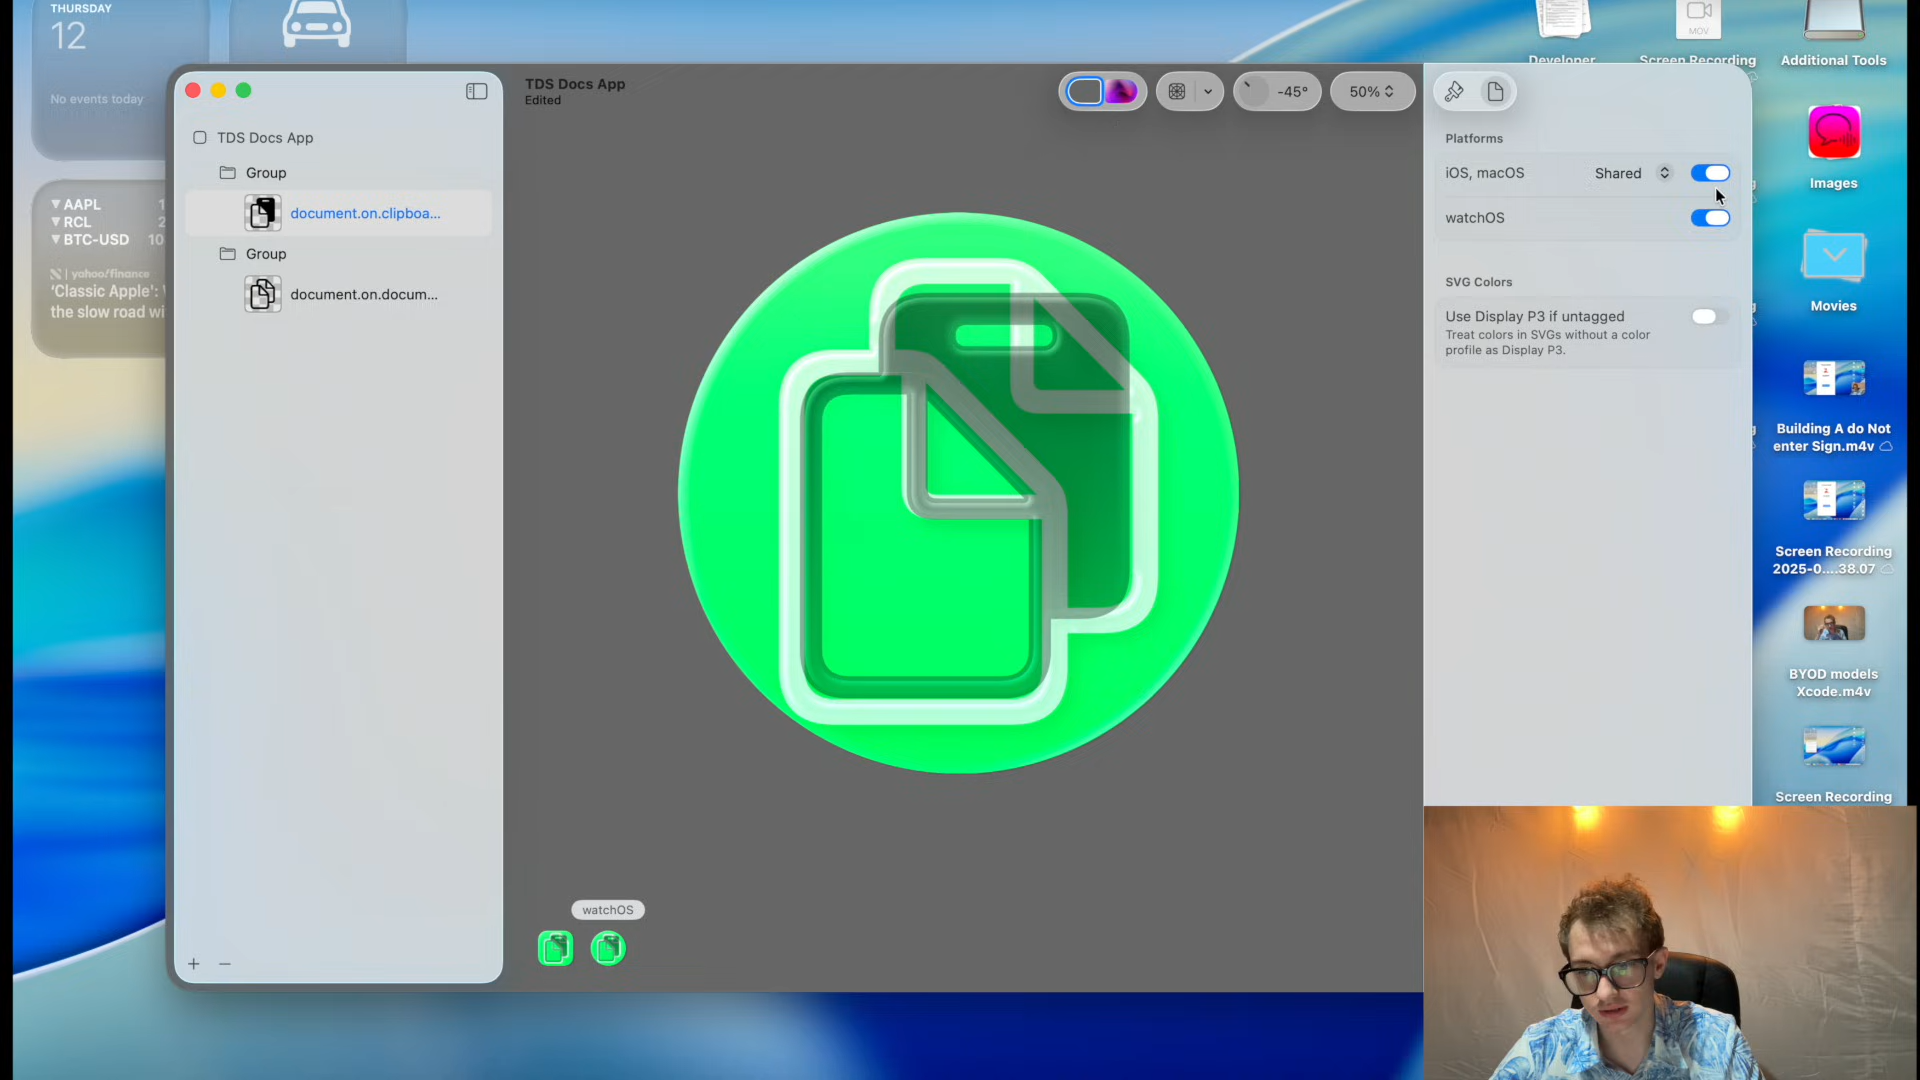 THURSDAY
12
No events today
AAPL
RCL
BTC-USD 10
yahoo!finance
'Classic Apple':
the slow road wi
TDS Docs App
Group
document.on.clipboa...
Group
document.on.docum...
TDS Docs App
Edited
-45°
50%
watchOS
Platforms
iOS, macOS Shared
watchOS
SVG Colors
Use Display P3 if untagged
Treat colors in SVGs without a color
profile as Display P3.
Developer
MOV
Screen Recording
Additional Tools
Images
Movies
Building A do Not
enter Sign.m4v
Screen Recording
2025-0....38.07
BYOD models
Xcode.m4v
Screen Recording